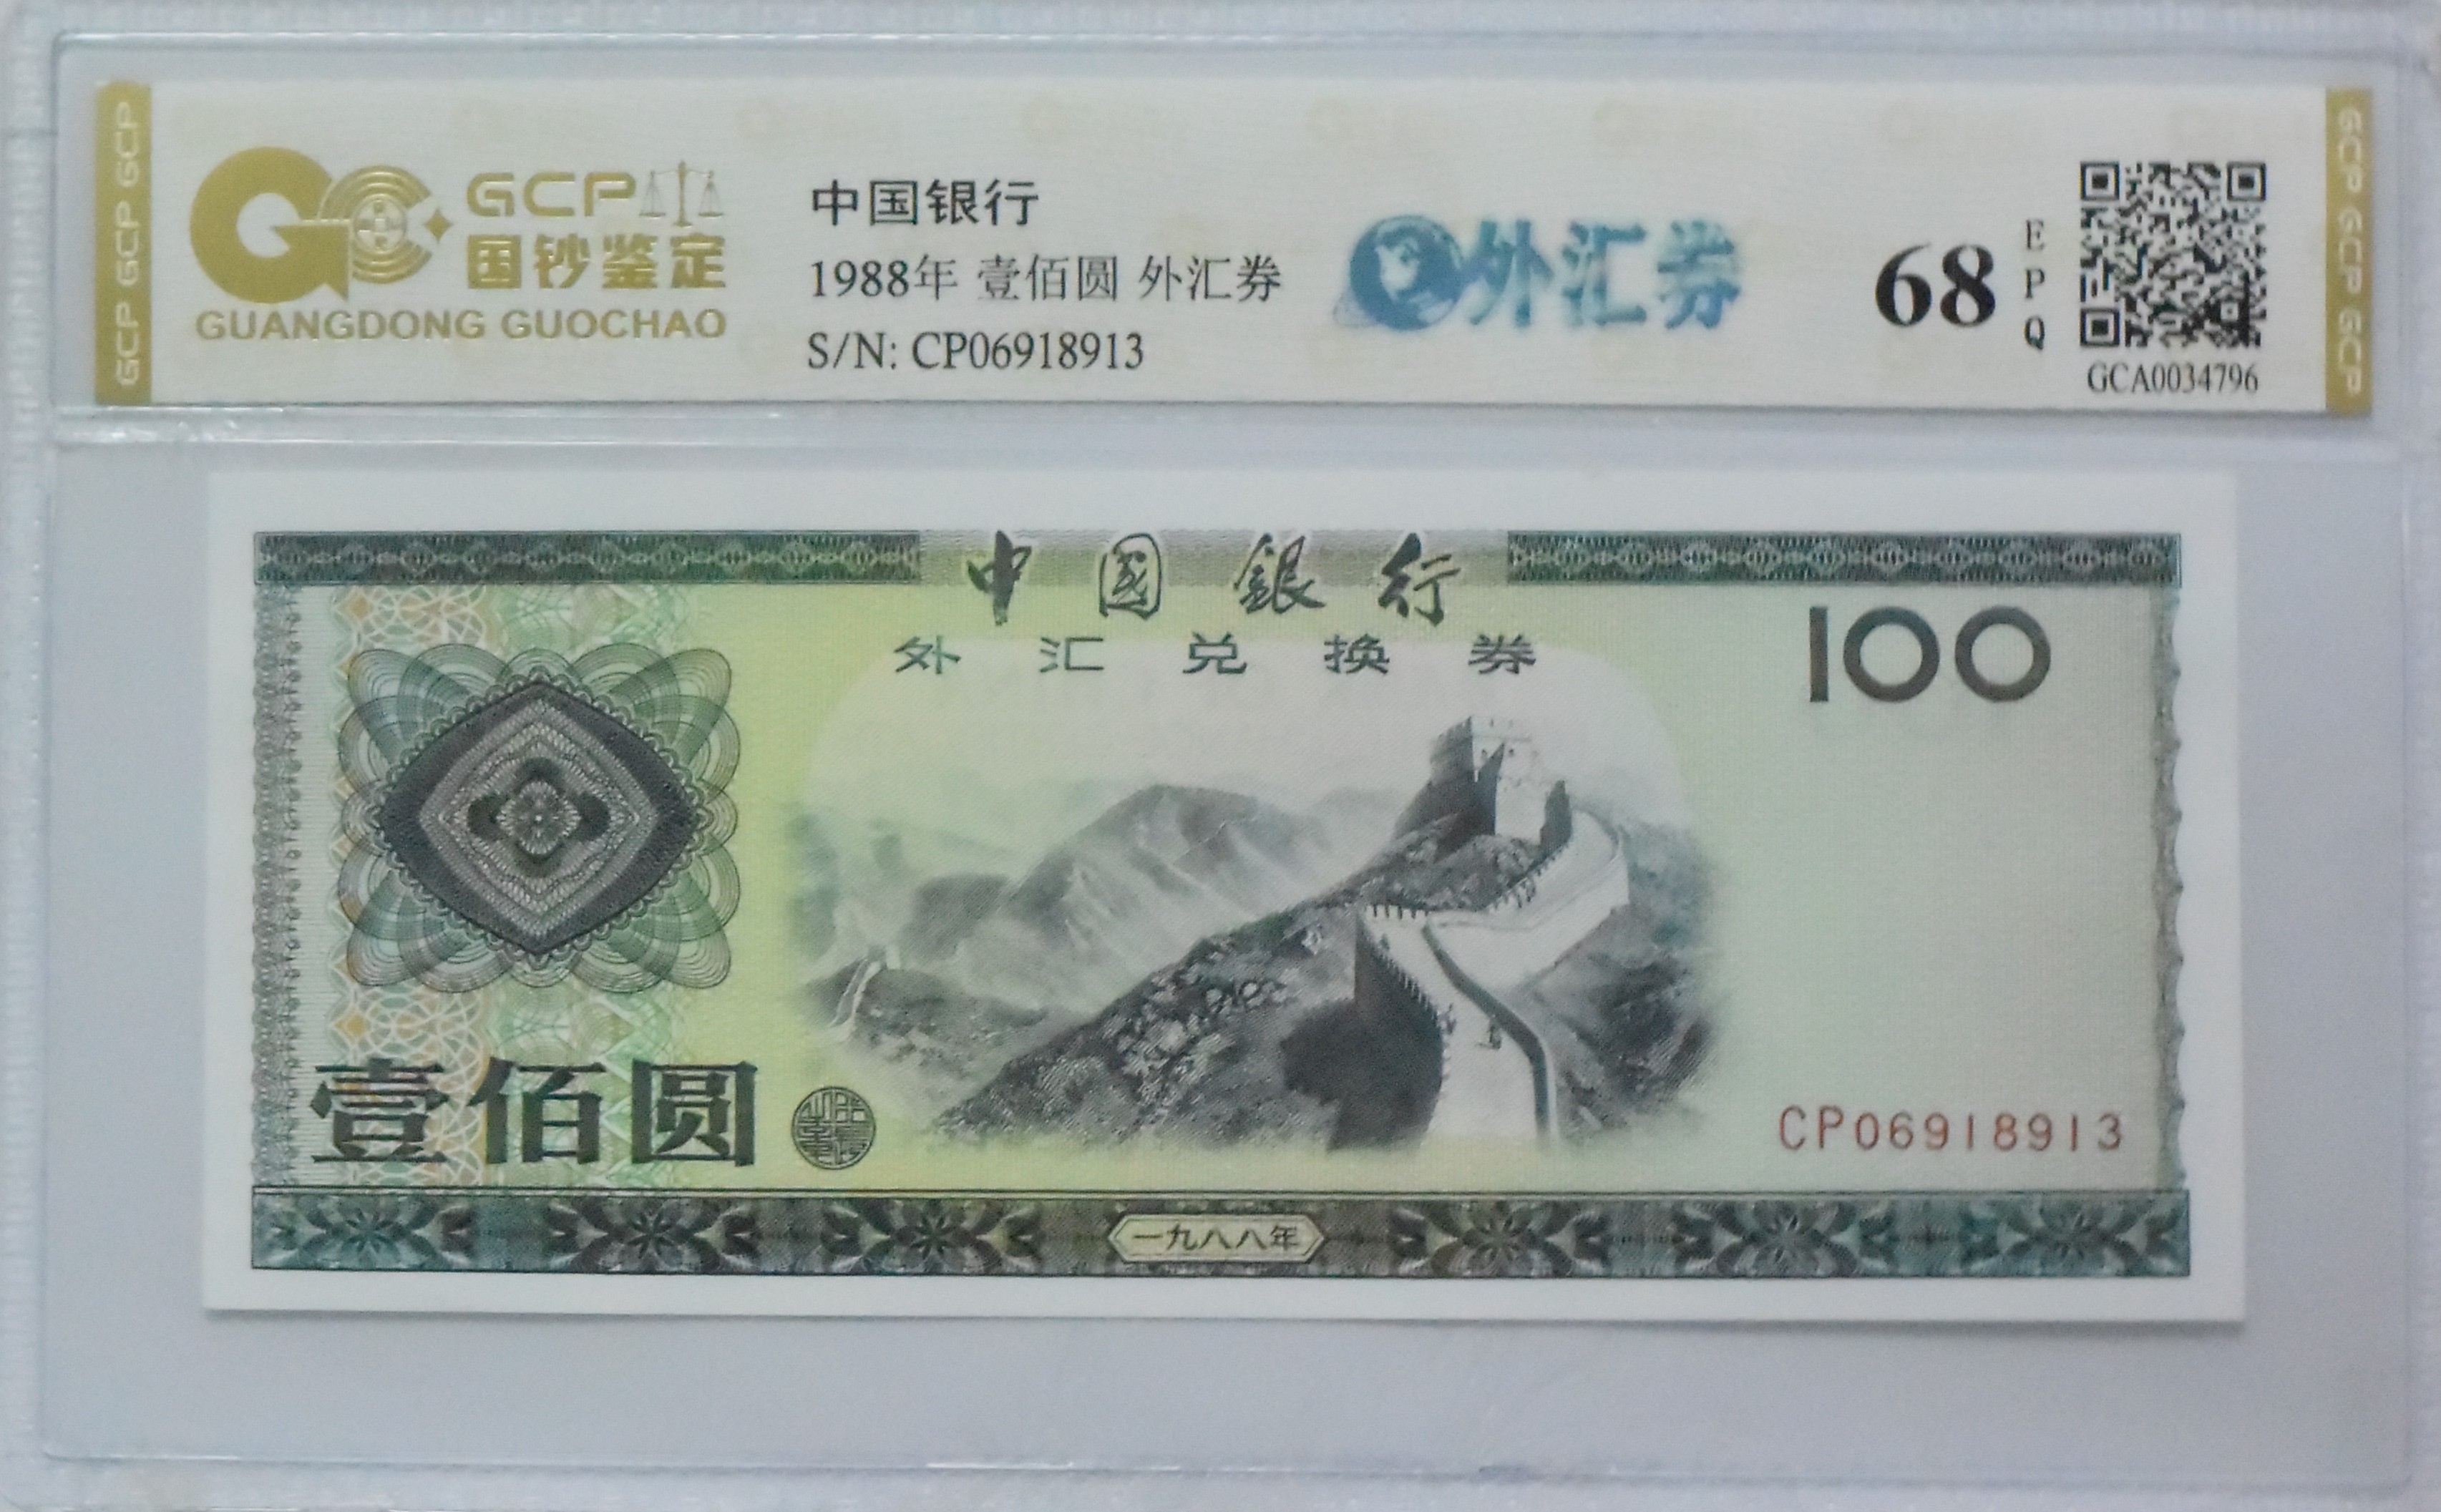 GCP GCP GCP
GCP
国钞鉴定
GUANGDONG GUOCHAO
中国银行
1988年 壹佰圆 外汇券
S/N: CP06918913
外汇券
68
EPQ
GCA0034796
GCP GCP GCP
中國銀行
外汇兑换券
100
壹佰圆
CP06918913
一九八八年